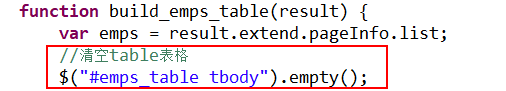 function build_emps_table(result) {
var emps = result.extend.pageInfo.list;
//清空table表格
$("#emps_table tbody").empty();